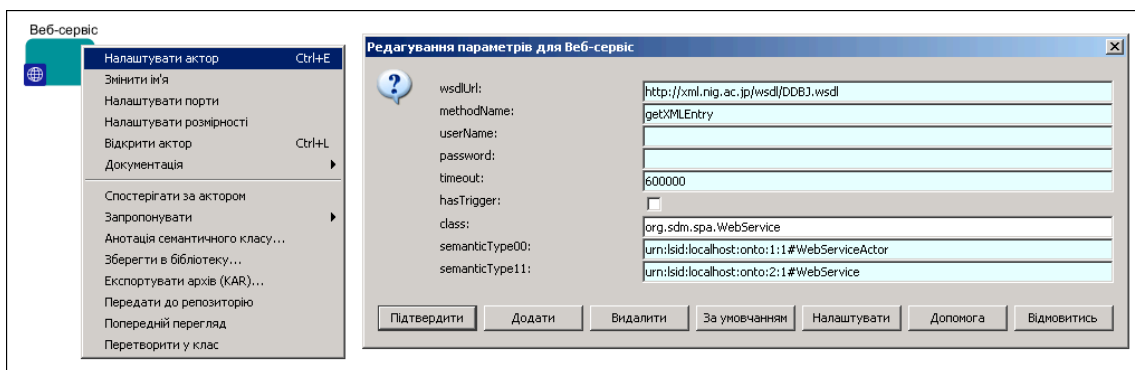 Веб-сервіс
Налаштувати актор Ctrl+E
Змінити ім'я
Налаштувати порти
Налаштувати розмірності
Відкрити актор Ctrl+L
Документація
Спостерігати за актором
Запропонувати
Анотація семантичного класу...
Зберегти в бібліотеку...
Експортувати архів (KAR)...
Передати до репозиторію
Попередній перегляд
Перетворити у клас
Редагування параметрів для Веб-сервіс
wsdlUrl: http://xml.nig.ac.jp/wsdl/DDBJ.wsdl
methodName: getXMLEntry
userName:
password:
timeout: 600000
hasTrigger:
class: org.sdm.spa.WebService
semanticType00: urn:lsid:localhost:onto:1:1#WebServiceActor
semanticType11: urn:lsid:localhost:onto:2:1#WebService
Підтвердити Додати Видалити За умовчанням Налаштувати Допомога Відмовитись